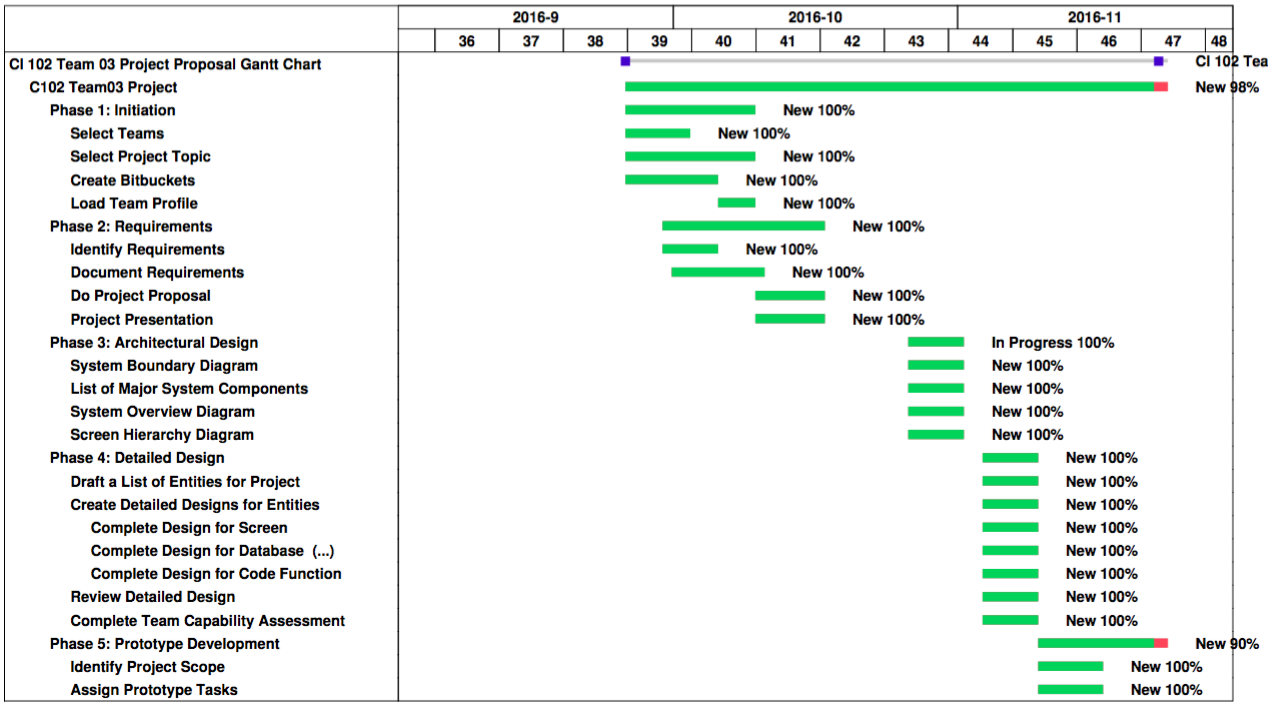 2016-9 2016-10 2016-11
36 37 38 39 40 41 42 43 44 45 46 47 48
CI 102 Team 03 Project Proposal Gantt Chart CI 102 Tea
C102 Team03 Project New 98%
Phase 1: Initiation New 100%
Select Teams New 100%
Select Project Topic New 100%
Create Bitbuckets New 100%
Load Team Profile New 100%
Phase 2: Requirements New 100%
Identify Requirements New 100%
Document Requirements New 100%
Do Project Proposal New 100%
Project Presentation New 100%
Phase 3: Architectural Design In Progress 100%
System Boundary Diagram New 100%
List of Major System Components New 100%
System Overview Diagram New 100%
Screen Hierarchy Diagram New 100%
Phase 4: Detailed Design New 100%
Draft a List of Entities for Project New 100%
Create Detailed Designs for Entities New 100%
Complete Design for Screen New 100%
Complete Design for Database (...) New 100%
Complete Design for Code Function New 100%
Review Detailed Design New 100%
Complete Team Capability Assessment New 100%
Phase 5: Prototype Development New 90%
Identify Project Scope New 100%
Assign Prototype Tasks New 100%